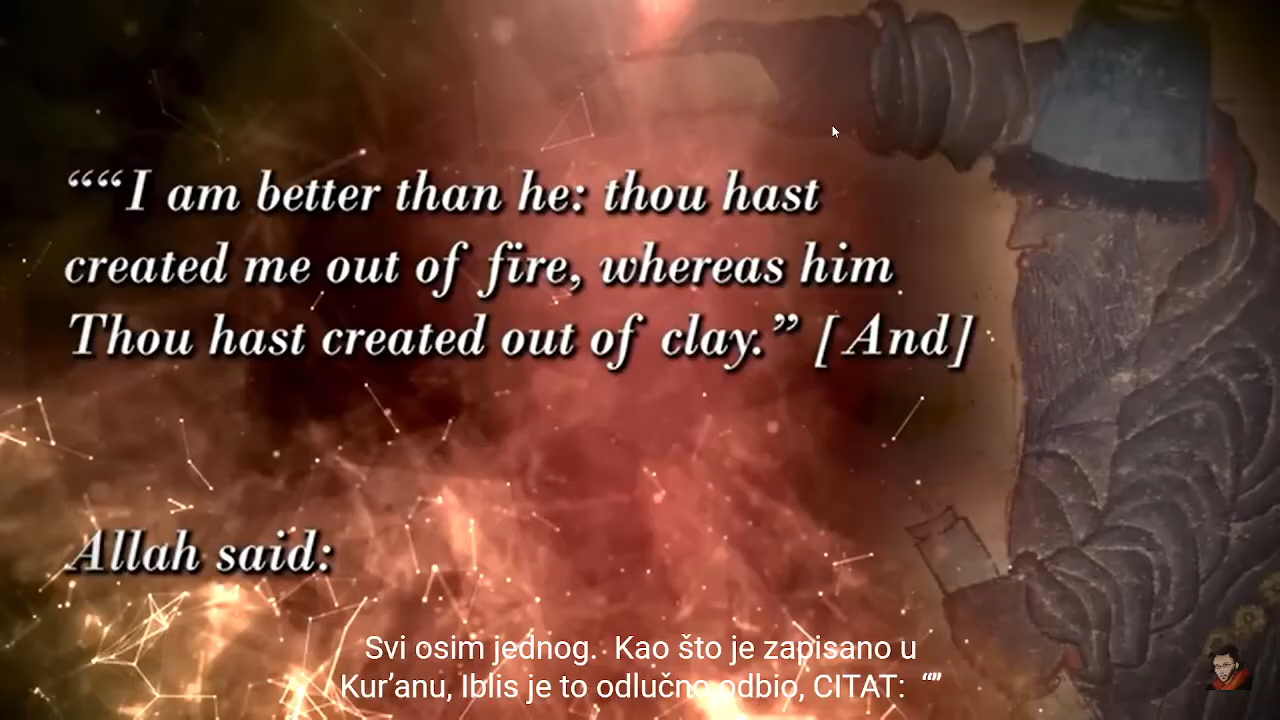 ““I am better than he: thou hast
created me out of fire, whereas him
Thou hast created out of clay.” [And]
Allah said:
Svi osim jednog.  Kao što je zapisano u
Kur’anu, Iblis je to odlučno odbio, CITAT:  “”